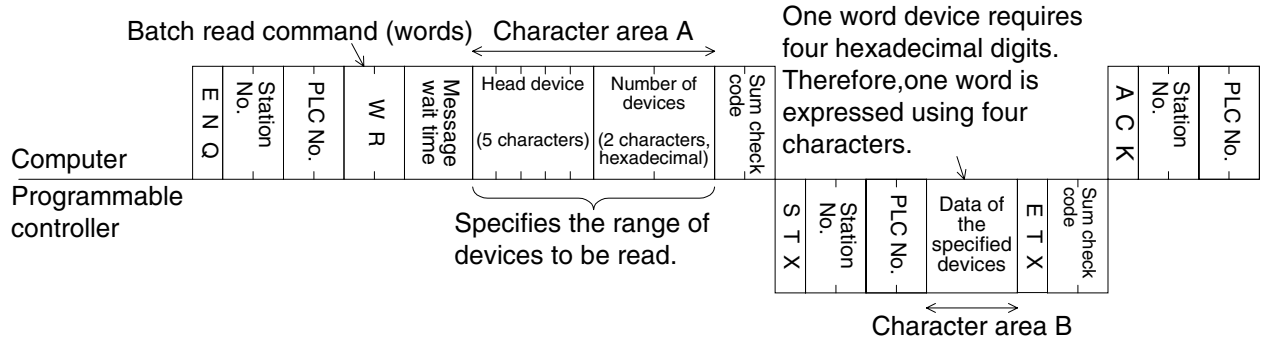 Batch read command (words)
Character area A
One word device requires
four hexadecimal digits.
Therefore,one word is
expressed using four
characters.
E N Q
Station
No.
PLC No.
W R
Message
wait time
Head device
(5 characters)
Number of
devices
(2 characters,
hexadecimal)
Sum check
code
A C K
Station
No.
PLC No.
Computer
Programmable
controller
Specifies the range of
devices to be read.
S T X
Station
No.
PLC No.
Data of
the
specified
devices
E T X
Sum check
code
Character area B